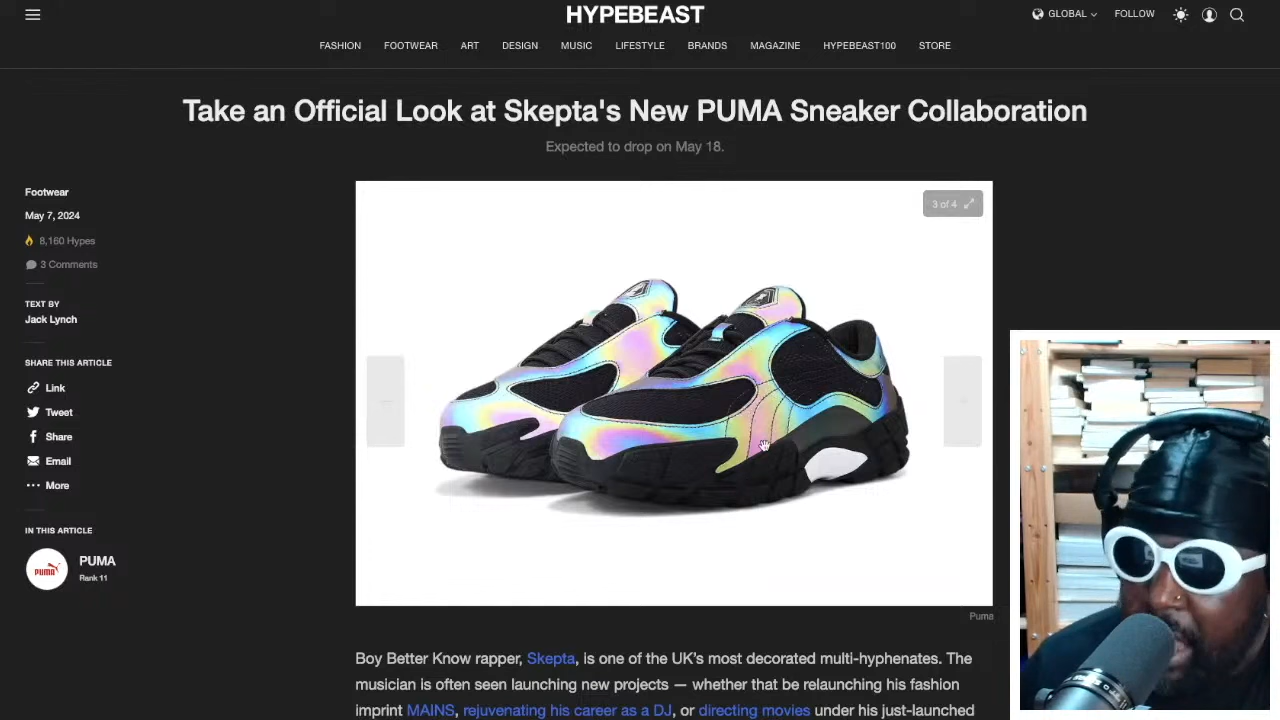 HYPEBEAST
GLOBAL FOLLOW
FASHION FOOTWEAR ART DESIGN MUSIC LIFESTYLE BRANDS MAGAZINE HYPEBEAST100 STORE
Take an Official Look at Skepta's New PUMA Sneaker Collaboration
Expected to drop on May 18.
Footwear
May 7, 2024
8,160 Hypes
3 Comments
TEXT BY
Jack Lynch
SHARE THIS ARTICLE
Link
Tweet
Share
Email
More
IN THIS ARTICLE
PUMA
PUMA
Rank 11
3 of 4
Puma
Boy Better Know rapper, Skepta, is one of the UK's most decorated multi-hyphenates. The
musician is often seen launching new projects — whether that be relaunching his fashion
imprint MAINS, rejuvenating his career as a DJ, or directing movies under his just-launched